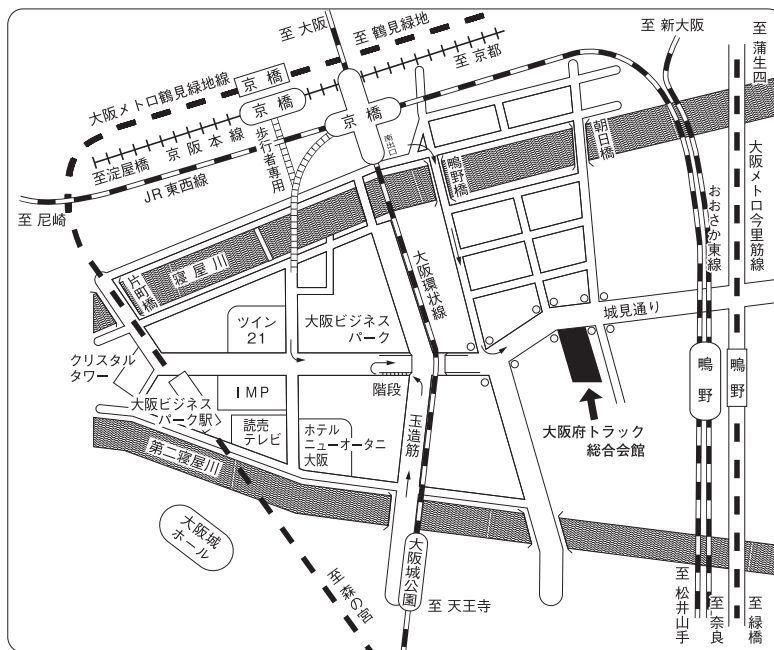 至 大阪
至 鶴見緑地
至 京都
至 新大阪
至 蒲生四
大阪メトロ鶴見緑地線
京 橋
京 橋
京 橋
京 阪 本 線
至淀屋橋
歩行者専用
南出口
JR東西線
至 尼崎
鴫野橋
朝日橋
おおさか東線
大阪メトロ今里筋線
片町橋
寝屋川
大阪環状線
城見通り
ツイン
21
大阪ビジネス
パーク
クリスタル
タワー
階段
鴫 野
鴫 野
大阪ビジネス
パーク駅
IMP
読売
テレビ
ホテル
ニューオータニ
大阪
玉造筋
大阪府トラック
総合会館
第二寝屋川
大阪城
ホール
大阪城公園
至 森の宮
至 天王寺
至 松井山手
至 奈良
至 緑橋